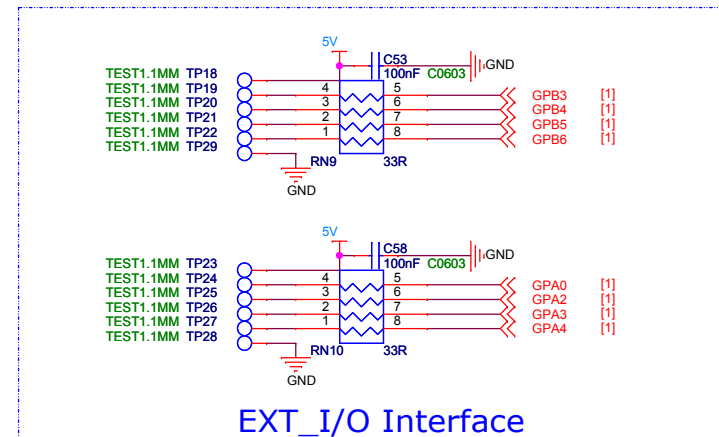 5V
C53
GND
100nF C0603
TEST1.1MM TP18
TEST1.1MM TP19
TEST1.1MM TP20
TEST1.1MM TP21
TEST1.1MM TP22
TEST1.1MM TP29
4 5 GPB3 [1]
3 6 GPB4 [1]
2 7 GPB5 [1]
1 8 GPB6 [1]
RN9 33R
GND
5V
C58
GND
100nF C0603
TEST1.1MM TP23
TEST1.1MM TP24
TEST1.1MM TP25
TEST1.1MM TP26
TEST1.1MM TP27
TEST1.1MM TP28
4 5 GPA0 [1]
3 6 GPA2 [1]
2 7 GPA3 [1]
1 8 GPA4 [1]
RN10 33R
GND
EXT_I/O Interface